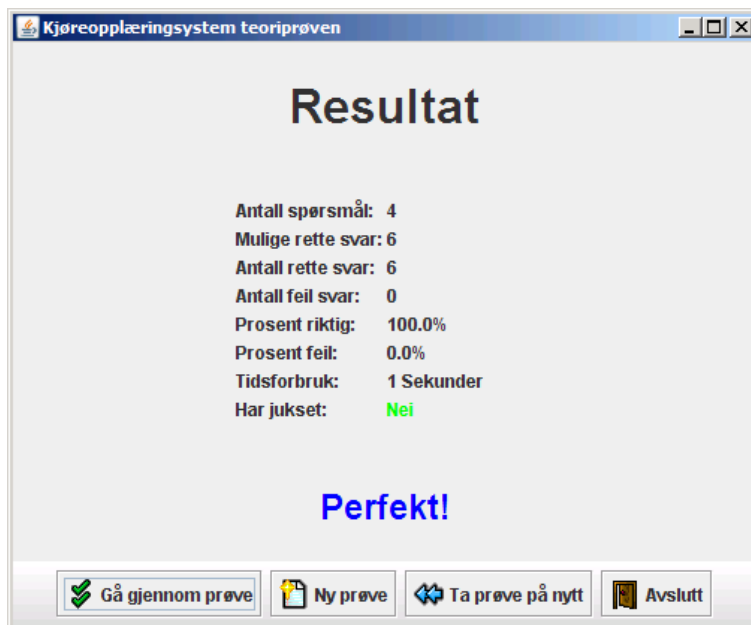 Kjøreopplæringsystem teoriprøven
Resultat
Antall spørsmål: 4
Mulige rette svar: 6
Antall rette svar: 6
Antall feil svar: 0
Prosent riktig: 100.0%
Prosent feil: 0.0%
Tidsforbruk: 1 Sekunder
Har jukset: Nei
Perfekt!
Gå gjennom prøve Ny prøve Ta prøve på nytt Avslutt